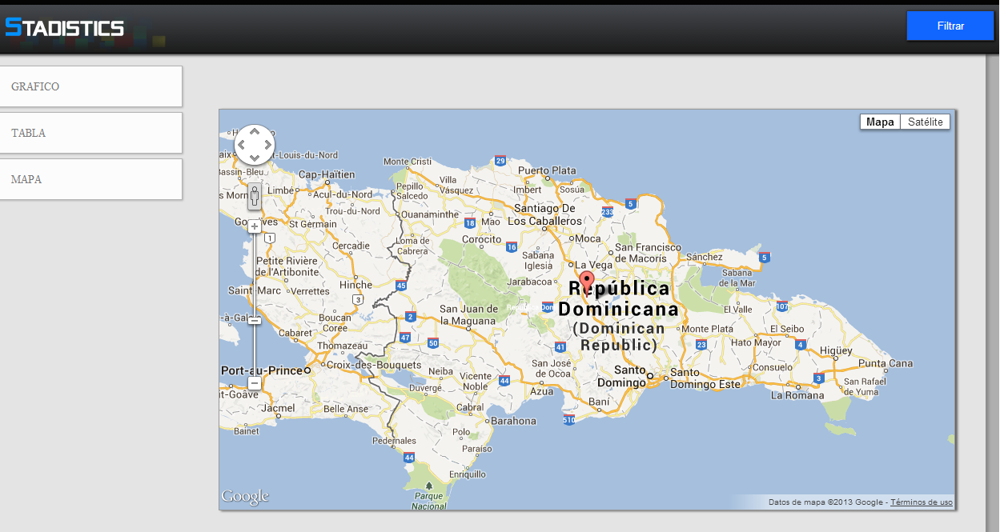 STADISTICS
Filtrar
GRAFICO
TABLA
MAPA
Mapa
Satélite
-Louis-du-Nord
Cap-Haïtien
Limbé
Acul-du-Nord
Trou-du-Nord
St Germain
Cercadie
Petite Rivière
de l'Artibonite
Saint-Marc
Verrettes
Hinche
Boucan
Coree
Cabaret
Thomazeau
Port-au-Prince
Croix-des-Bouquets
Jacmel
Belle Anse
Bainet
Monte Cristi
Pepillo
Salcedo
Villa
Vásquez
Ouanaminthe
Loma de
Cabrera
Mao
Corocito
Imbert
Puerto Plata
Sosúa
Santiago De
Los Caballeros
Moca
Sabana
Iglesia
La Vega
Jarabacoa
San Francisco
de Macorís
Sánchez
Sabana
de la Mar
República
Dominicana
(Dominican
Republic)
San Juan de
la Maguana
El Valle
Monte Plata
El Seibo
Hato Mayor
Higüey
Punta Cana
Consuelo
San Rafael
de Yuma
La Romana
Santo
Domingo
Santo
Domingo Este
San José
de Ocoa
Azua
Baní
Neiba
Vicente
Noble
Duvergé
Cabral
Barahona
Polo
Paraíso
Pedernales
Enriquillo
Parque
Nacional
29
5
233
18
16
5
1
45
3
2
107
47
50
41
23
4
44
3
510
44
Google
Datos de mapa ©2013 Google - Términos de uso